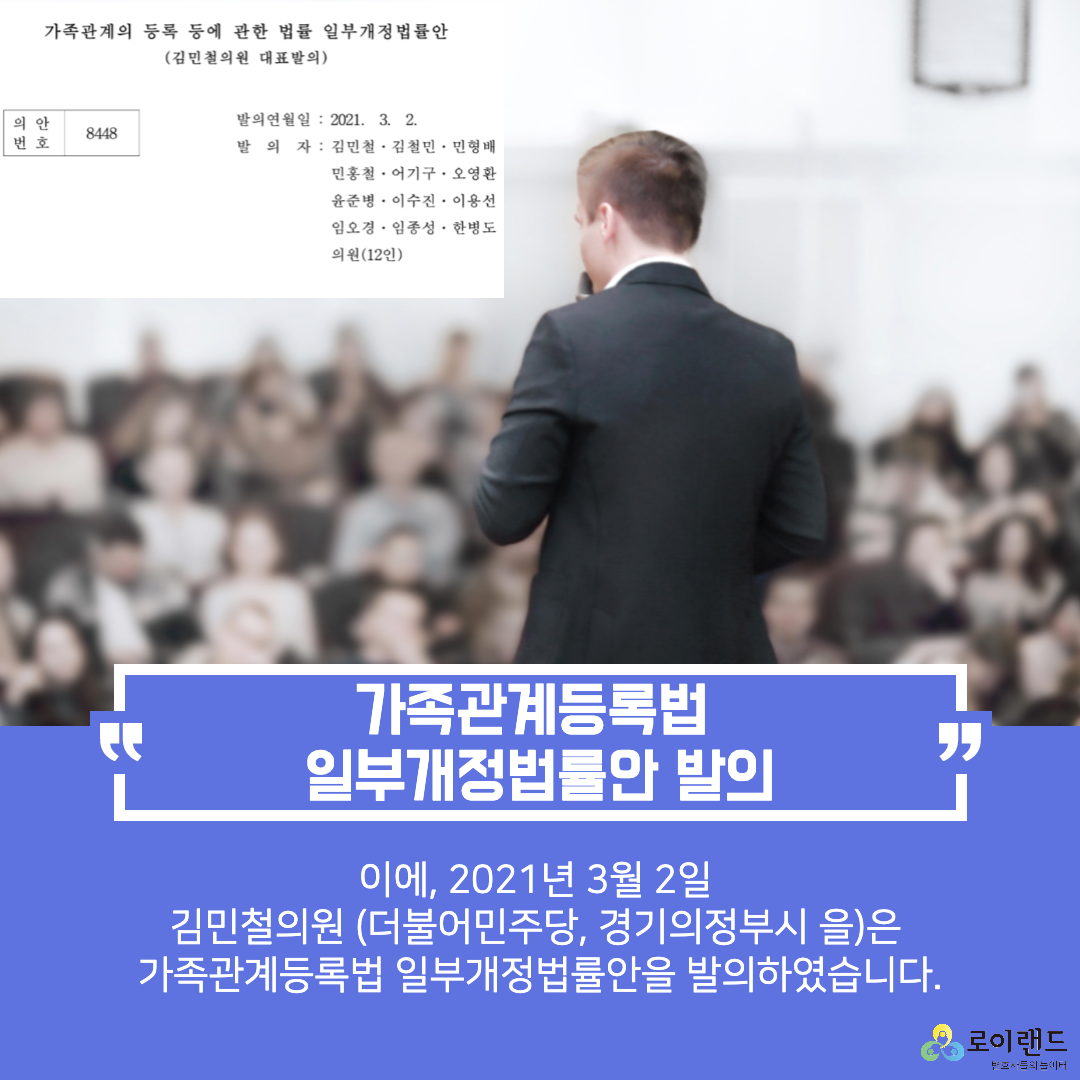 가족관계의 등록 등에 관한 법률 일부개정법률안
(김민철의원 대표발의)
의 안
번 호
8448
발의연월일 : 2021. 3. 2.
발 의 자 : 김민철·김철민·민형배
민홍철·어기구·오영환
윤준병·이수진·이용선
임오경·임종성·한병도
의원(12인)
가족관계등록법
일부개정법률안 발의
이에, 2021년 3월 2일
김민철의원 (더불어민주당, 경기의정부시 을)은
가족관계등록법 일부개정법률안을 발의하였습니다.
로이랜드
변호사들의 놀이터